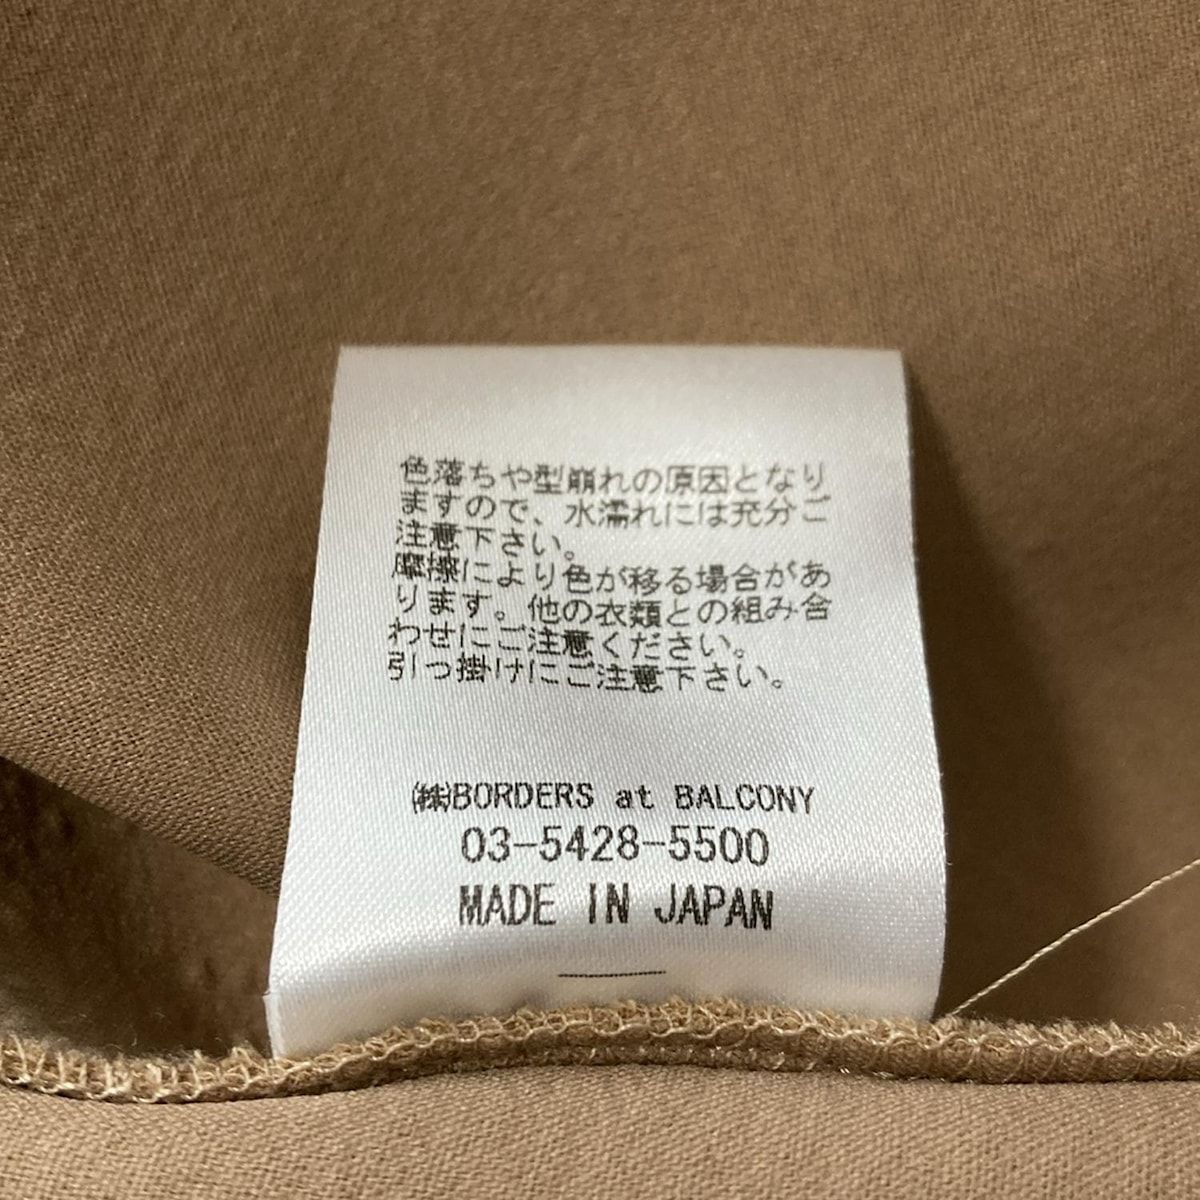 色落ちや型崩れの原因となり
ますので、水濡れには充分ご
注意下さい。
摩擦により色が移る場合があ
ります。他の衣類との組み合
わせにご注意ください。
引っ掛けにご注意下さい。
㈱BORDERS at BALCONY
03-5428-5500
MADE IN JAPAN